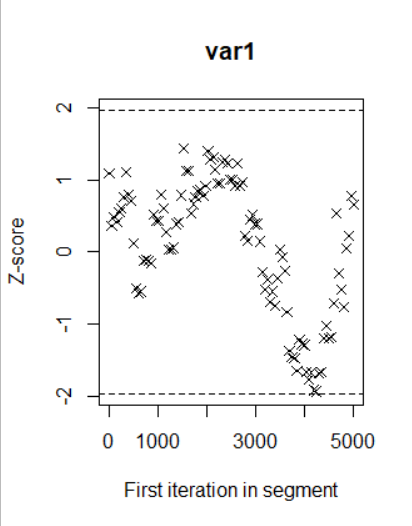 var1
Z-score
2
1
0
-1
-2
0 1000 3000 5000
First iteration in segment